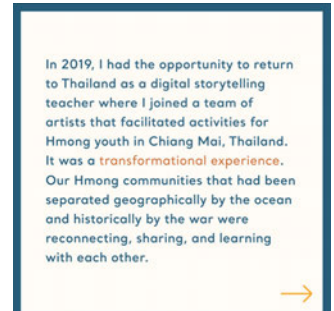 In 2019, I had the opportunity to return
to Thailand as a digital storytelling
teacher where I joined a team of
artists that facilitated activities for
Hmong youth in Chiang Mai, Thailand.
It was a transformational experience.
Our Hmong communities that had been
separated geographically by the ocean
and historically by the war were
reconnecting, sharing, and learning
with each other.